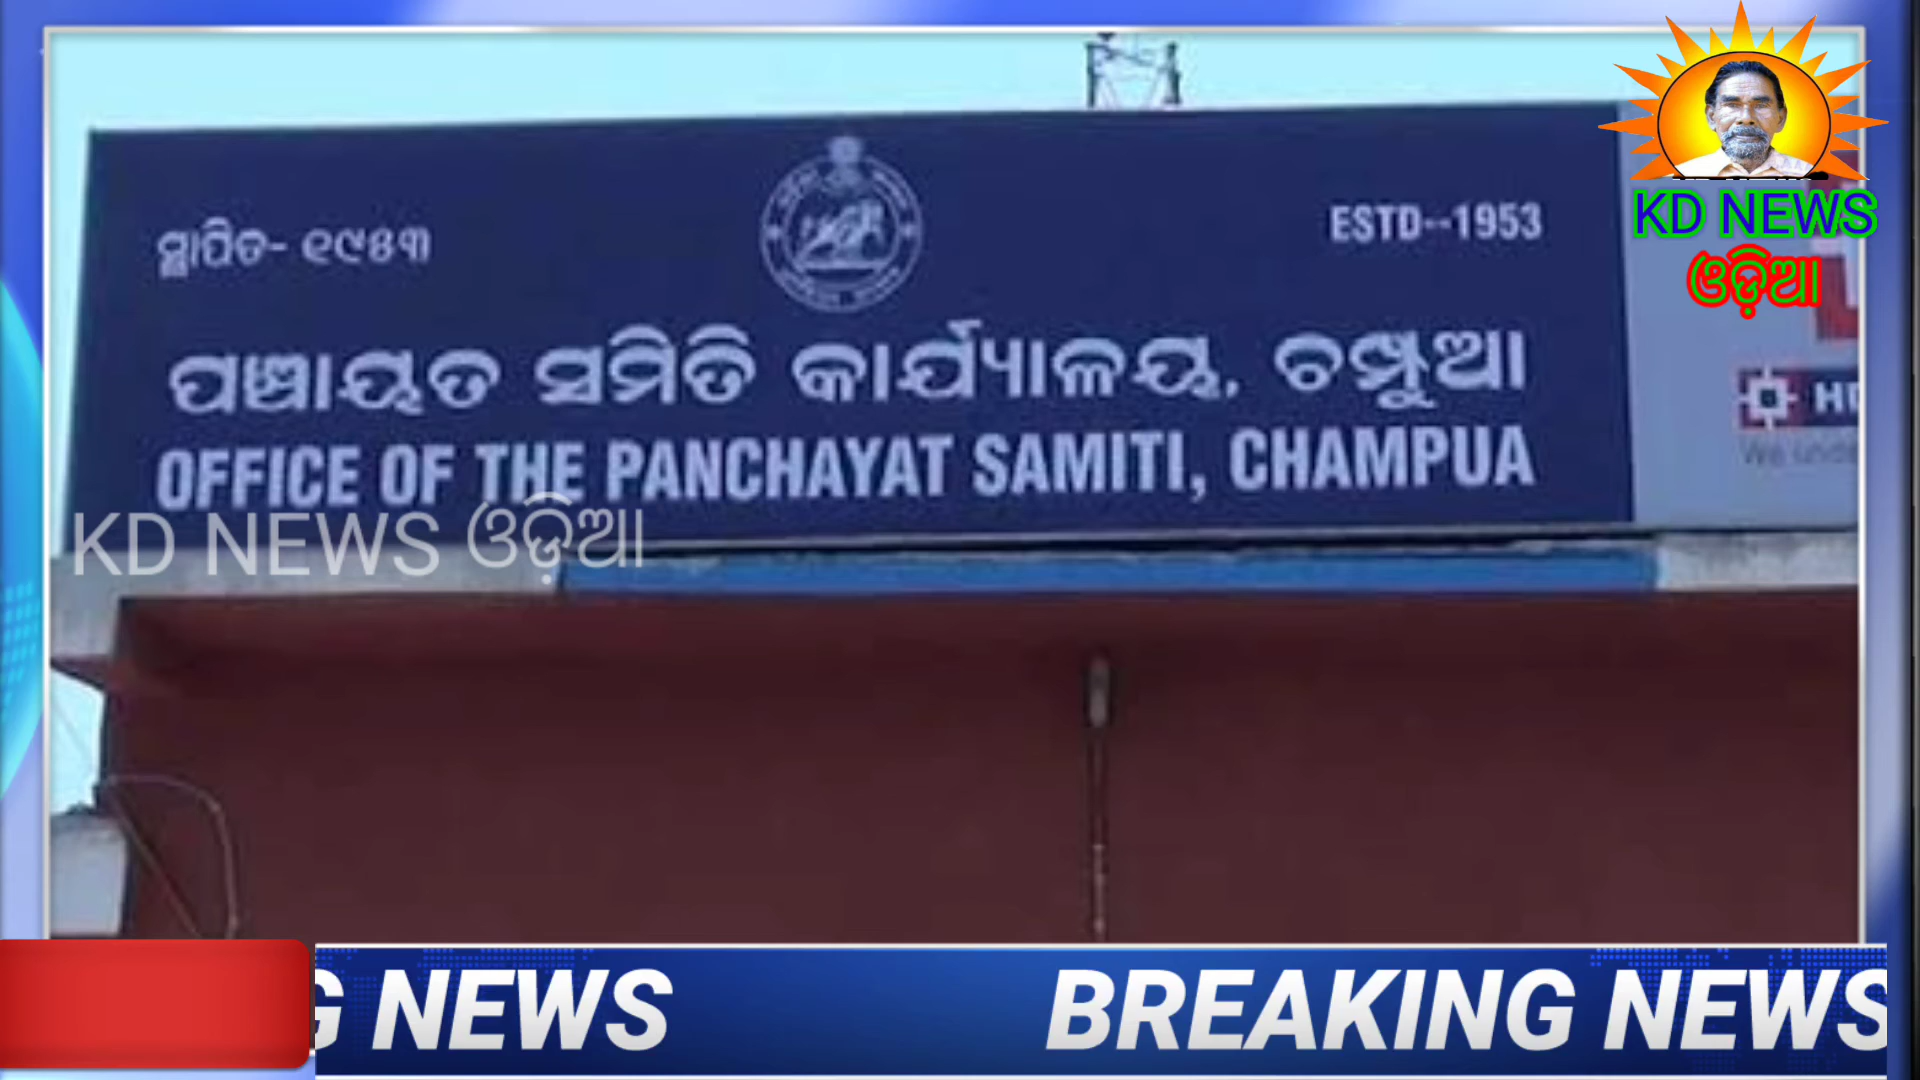 ସ୍ଥାପିତ- ୧୯୫୩
ESTD--1953
ପଞ୍ଚାୟତ ସମିତି କାର୍ଯ୍ୟାଳୟ, ଚମ୍ପୁଆ
OFFICE OF THE PANCHAYAT SAMITI, CHAMPUA
KD NEWS
ଓଡ଼ିଆ
KD NEWS ଓଡ଼ିଆ
G NEWS BREAKING NEWS